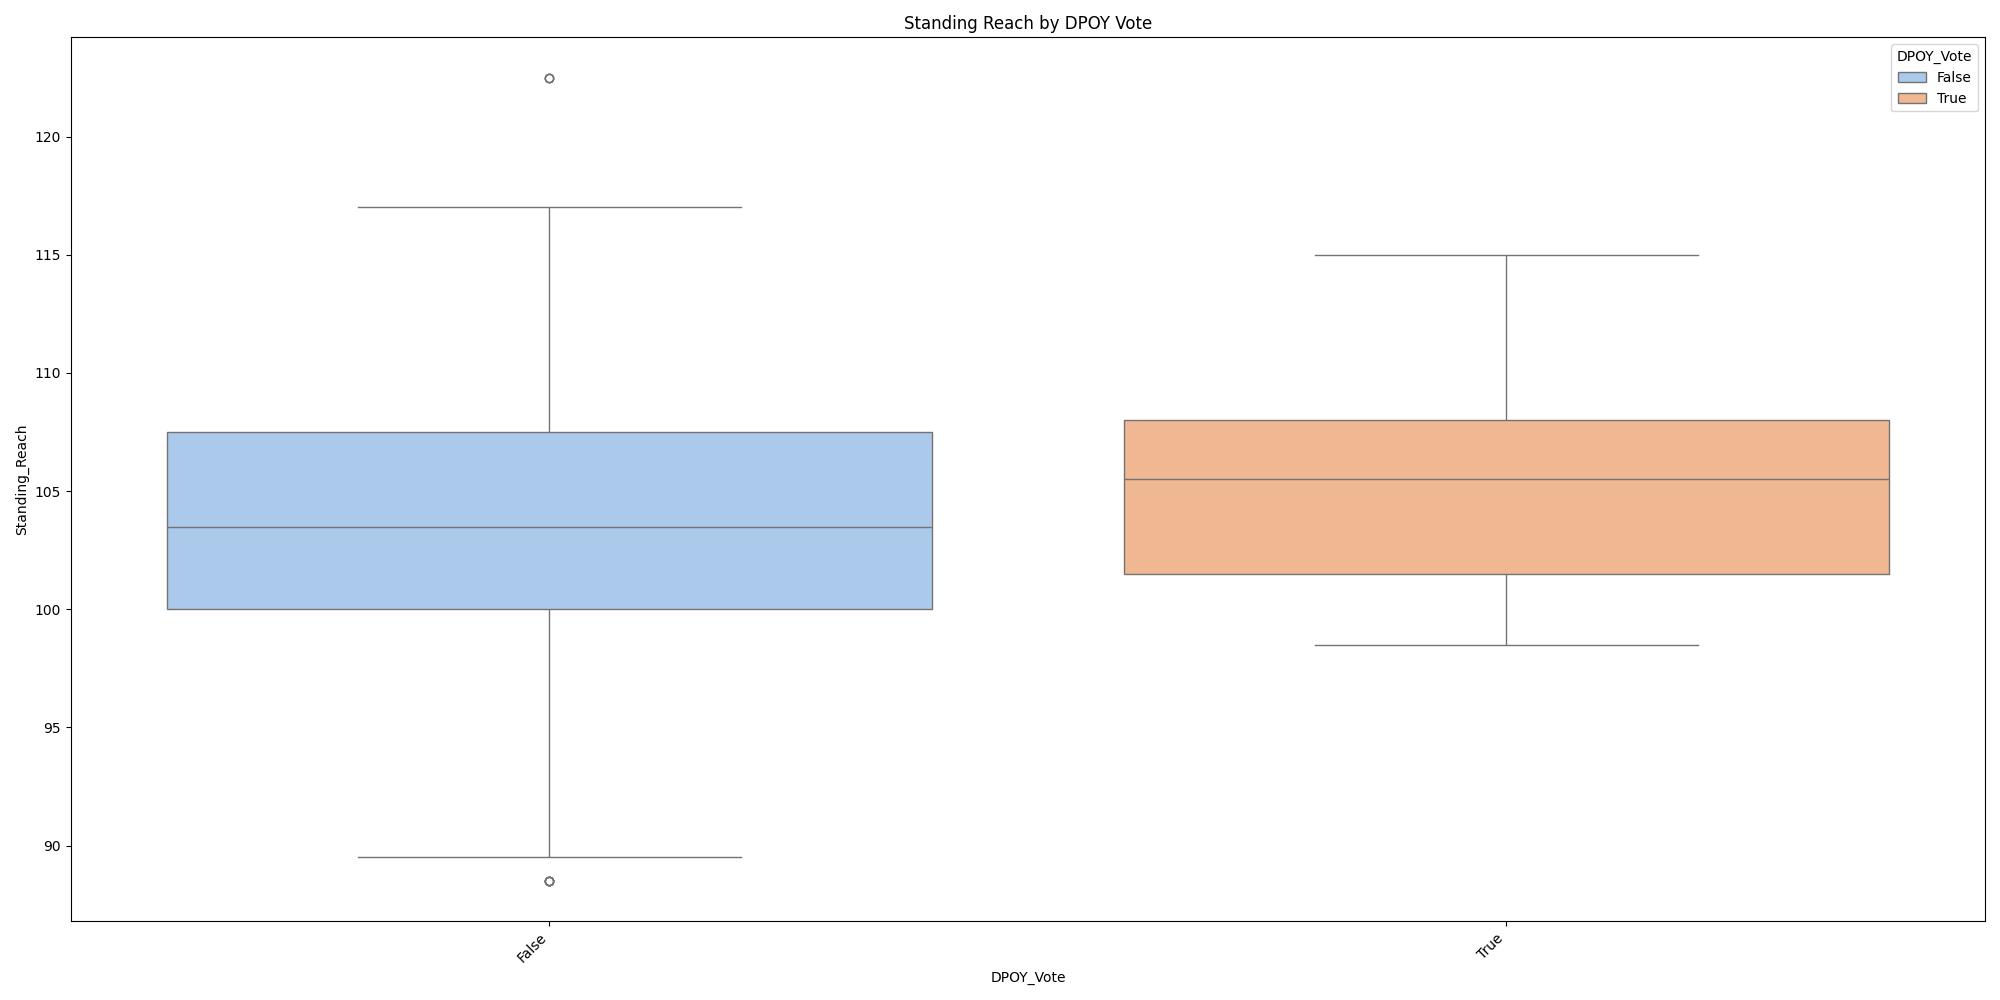 Standing Reach by DPOY Vote
DPOY_Vote
False
True
120
115
110
105
100
95
90
Standing_Reach
False
True
DPOY_Vote